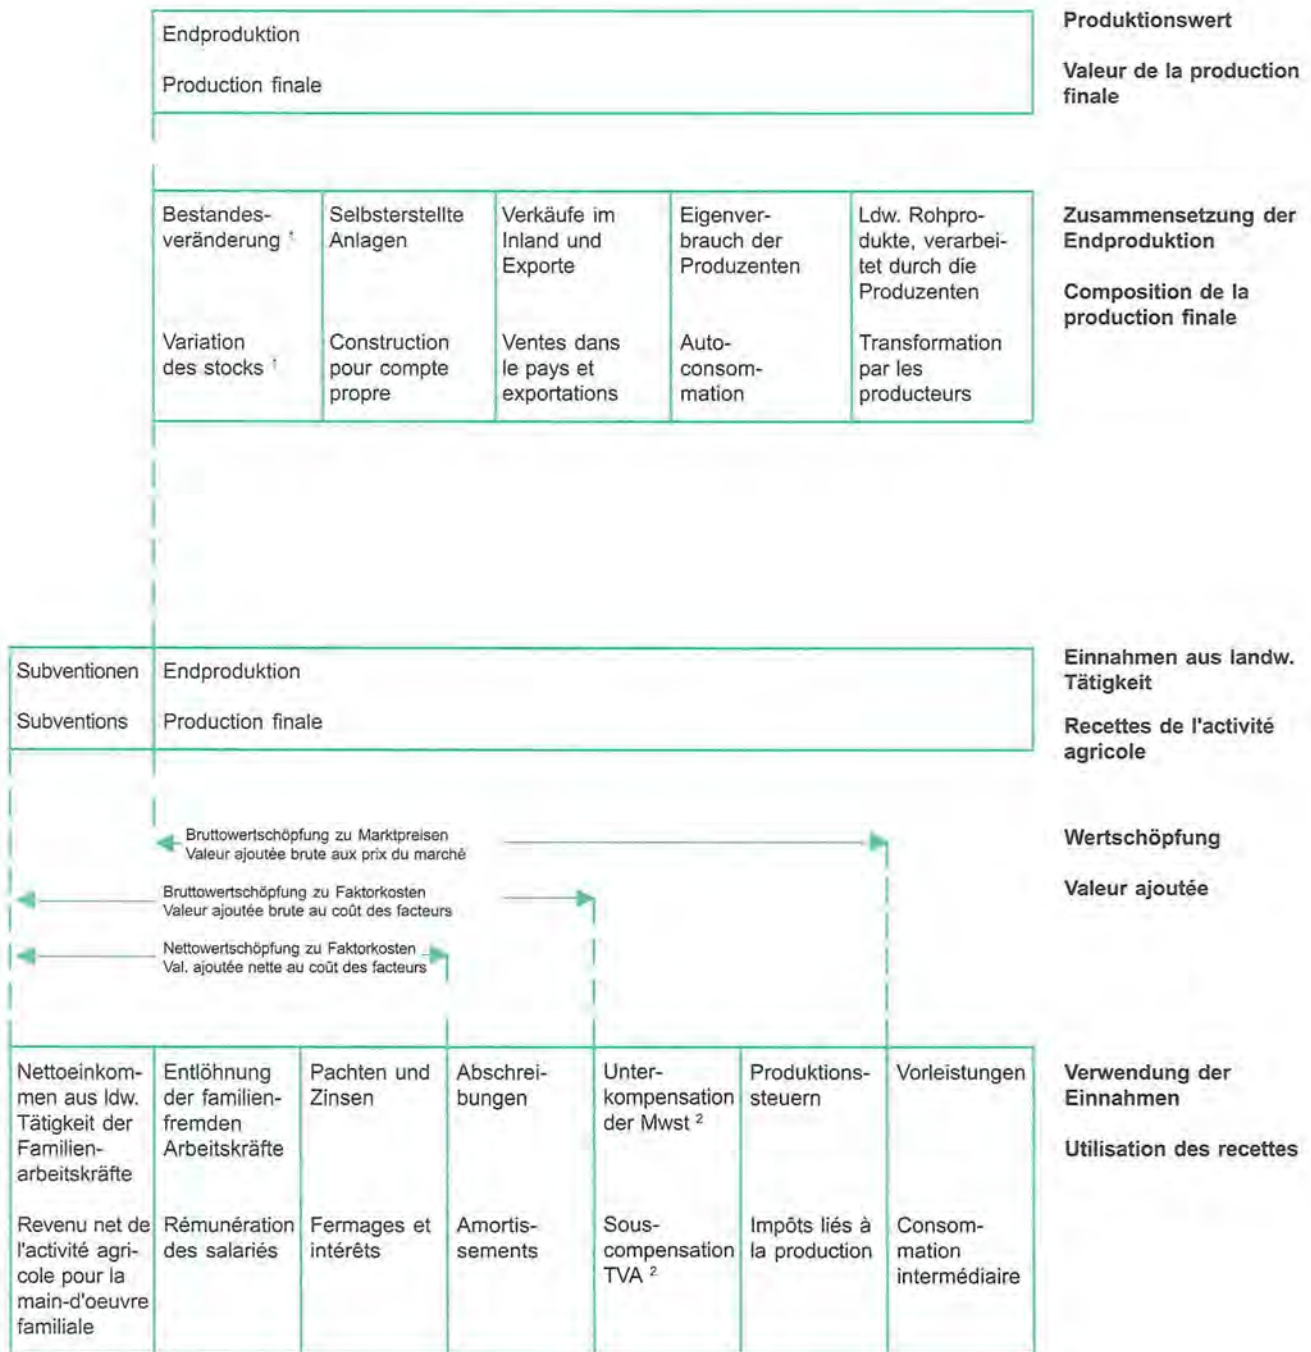 Endproduktion
Production finale
Produktionswert
Valeur de la production
finale
Bestandes-
veränderung ¹
Variation
des stocks ¹
Selbsterstellte
Anlagen
Construction
pour compte
propre
Verkäufe im
Inland und
Exporte
Ventes dans
le pays et
exportations
Eigenver-
brauch der
Produzenten
Auto-
consom-
mation
Ldw. Rohpro-
dukte, verarbei-
tet durch die
Produzenten
Transformation
par les
producteurs
Zusammensetzung der
Endproduktion
Composition de la
production finale
Subventionen
Subventions
Endproduktion
Production finale
Einnahmen aus landw.
Tätigkeit
Recettes de l'activité
agricole
Bruttowertschöpfung zu Marktpreisen
Valeur ajoutée brute aux prix du marché
Bruttowertschöpfung zu Faktorkosten
Valeur ajoutée brute au coût des facteurs
Nettowertschöpfung zu Faktorkosten
Val. ajoutée nette au coût des facteurs
Wertschöpfung
Valeur ajoutée
Nettoeinkom-
men aus ldw.
Tätigkeit der
Familien-
arbeitskräfte
Revenu net de
l'activité agri-
cole pour la
main-d'oeuvre
familiale
Entlöhnung
der familien-
fremden
Arbeitskräfte
Rémunération
des salariés
Pachten und
Zinsen
Fermages et
intérêts
Abschrei-
bungen
Amortis-
sements
Unter-
kompensation
der Mwst ²
Sous-
compensation
TVA ²
Produktions-
steuern
Impôts liés à
la production
Vorleistungen
Consom-
mation
intermédiaire
Verwendung der
Einnahmen
Utilisation des recettes